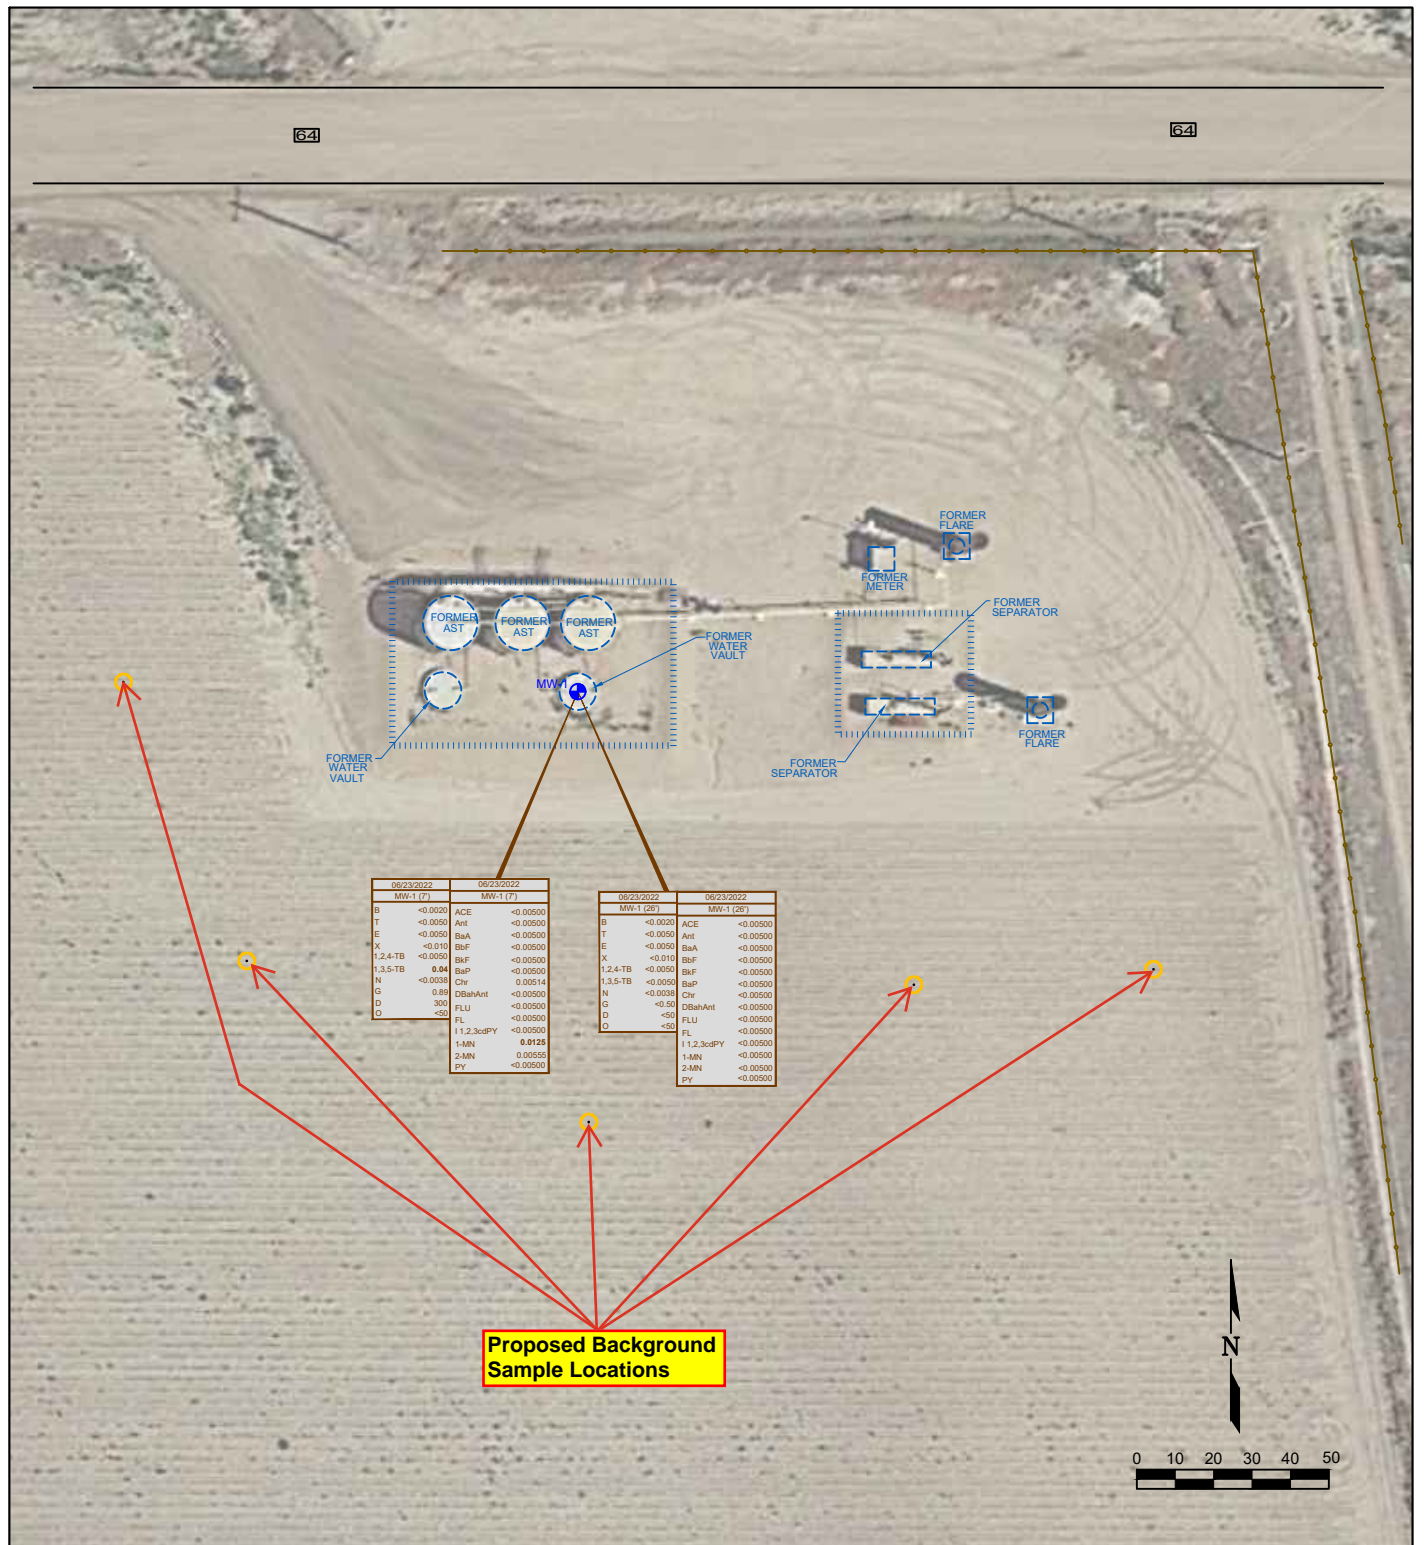 64
64
FORMER
FLARE
FORMER
METER
FORMER
SEPARATOR
FORMER
AST
FORMER
AST
FORMER
AST
FORMER
WATER
VAULT
MW-1
FORMER
WATER
VAULT
FORMER
SEPARATOR
FORMER
FLARE
06/23/2022
MW-1 (7')
B <0.0020
T <0.0050
E <0.0050
X <0.010
1,2,4-TB <0.0050
1,3,5-TB 0.04
N <0.0038
G 0.89
D 300
O <50
06/23/2022
MW-1 (7')
ACE <0.00500
Ant <0.00500
BaA <0.00500
BbF <0.00500
BkF <0.00500
BaP <0.00500
Chr 0.00514
DBahAnt <0.00500
FLU <0.00500
FL <0.00500
I 1,2,3cdPY <0.00500
1-MN 0.0125
2-MN 0.00555
PY <0.00500
06/23/2022
MW-1 (26')
B <0.0020
T <0.0050
E <0.0050
X <0.010
1,2,4-TB <0.0050
1,3,5-TB <0.0050
N <0.0038
G <0.50
D <50
O <50
06/23/2022
MW-1 (26')
ACE <0.00500
Ant <0.00500
BaA <0.00500
BbF <0.00500
BkF <0.00500
BaP <0.00500
Chr <0.00500
DBahAnt <0.00500
FLU <0.00500
FL <0.00500
I 1,2,3cdPY <0.00500
1-MN <0.00500
2-MN <0.00500
PY <0.00500
Proposed Background
Sample Locations
N
0 10 20 30 40 50